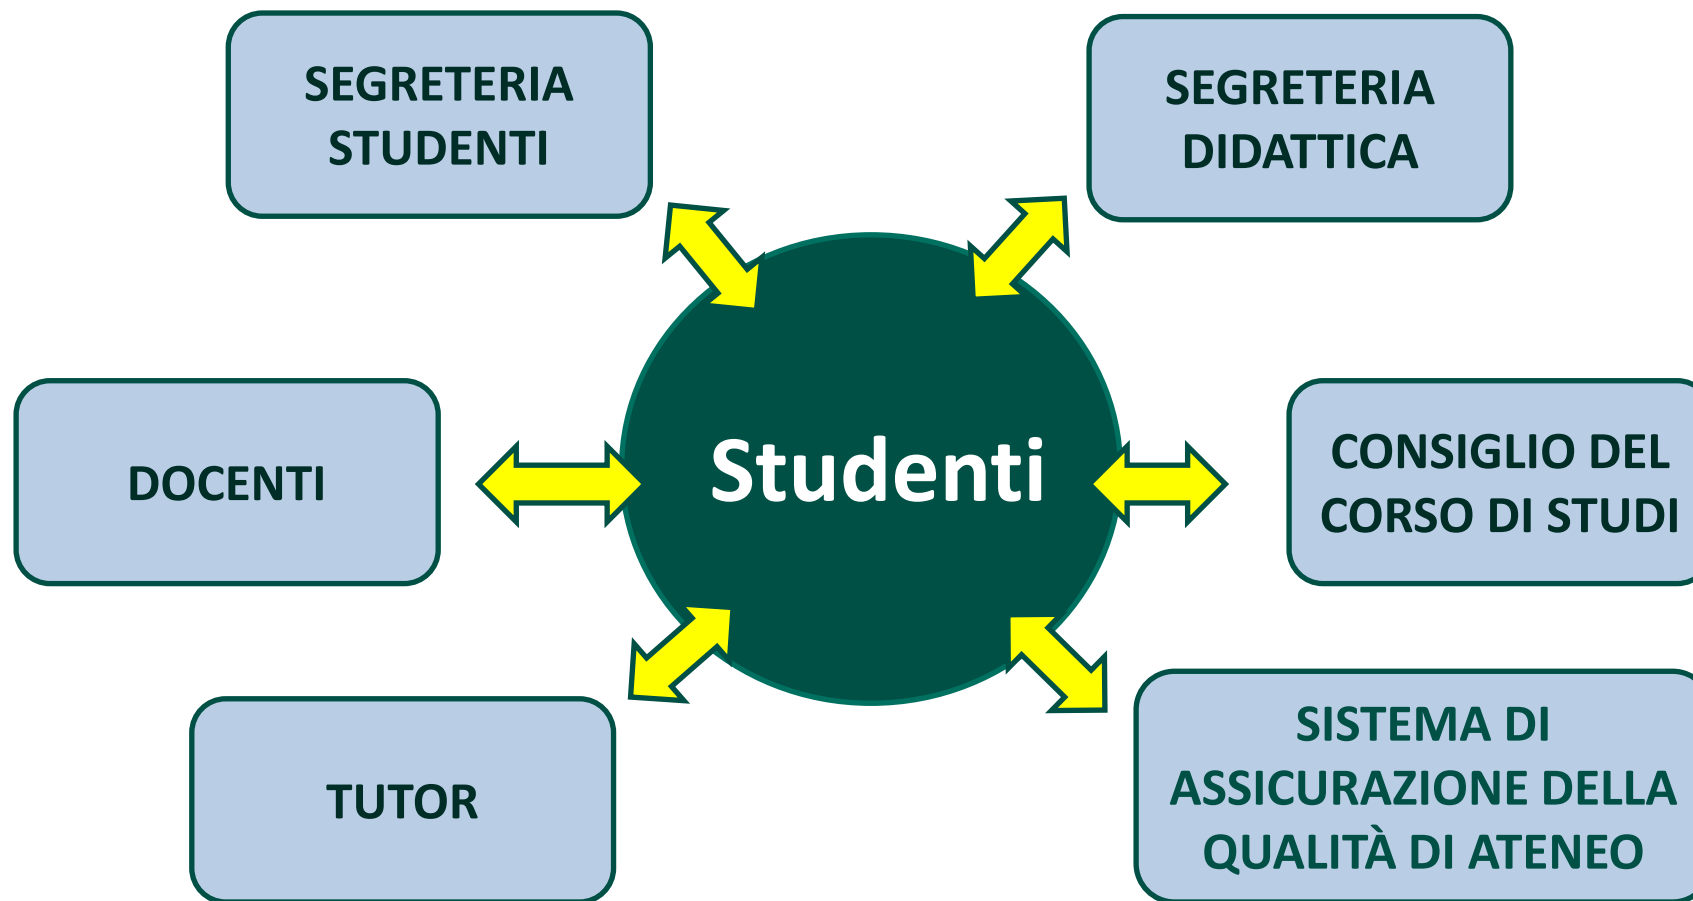 SEGRETERIA
STUDENTI
SEGRETERIA
DIDATTICA
DOCENTI
Studenti
CONSIGLIO DEL
CORSO DI STUDI
TUTOR
SISTEMA DI
ASSICURAZIONE DELLA
QUALITÀ DI ATENEO